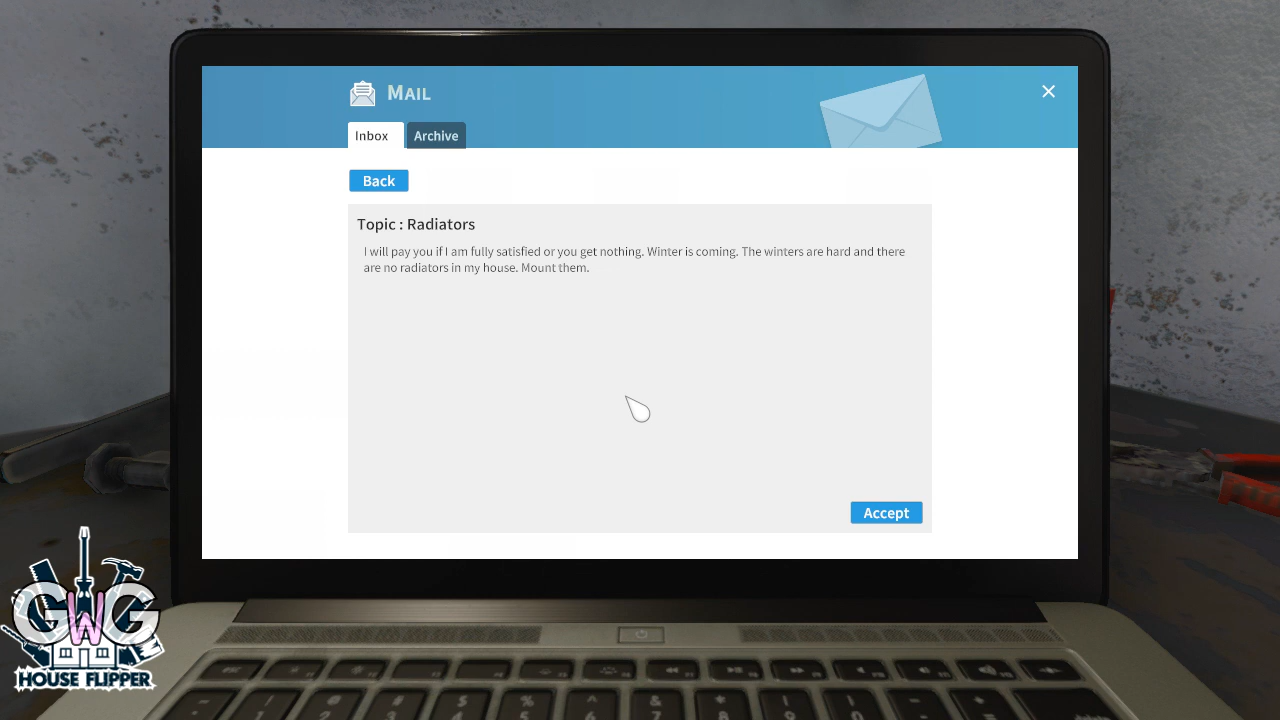 MAIL
Inbox
Archive
Back
Topic : Radiators
I will pay you if I am fully satisfied or you get nothing. Winter is coming. The winters are hard and there
are no radiators in my house. Mount them.
Accept
GWG
HOUSE FLIPPER